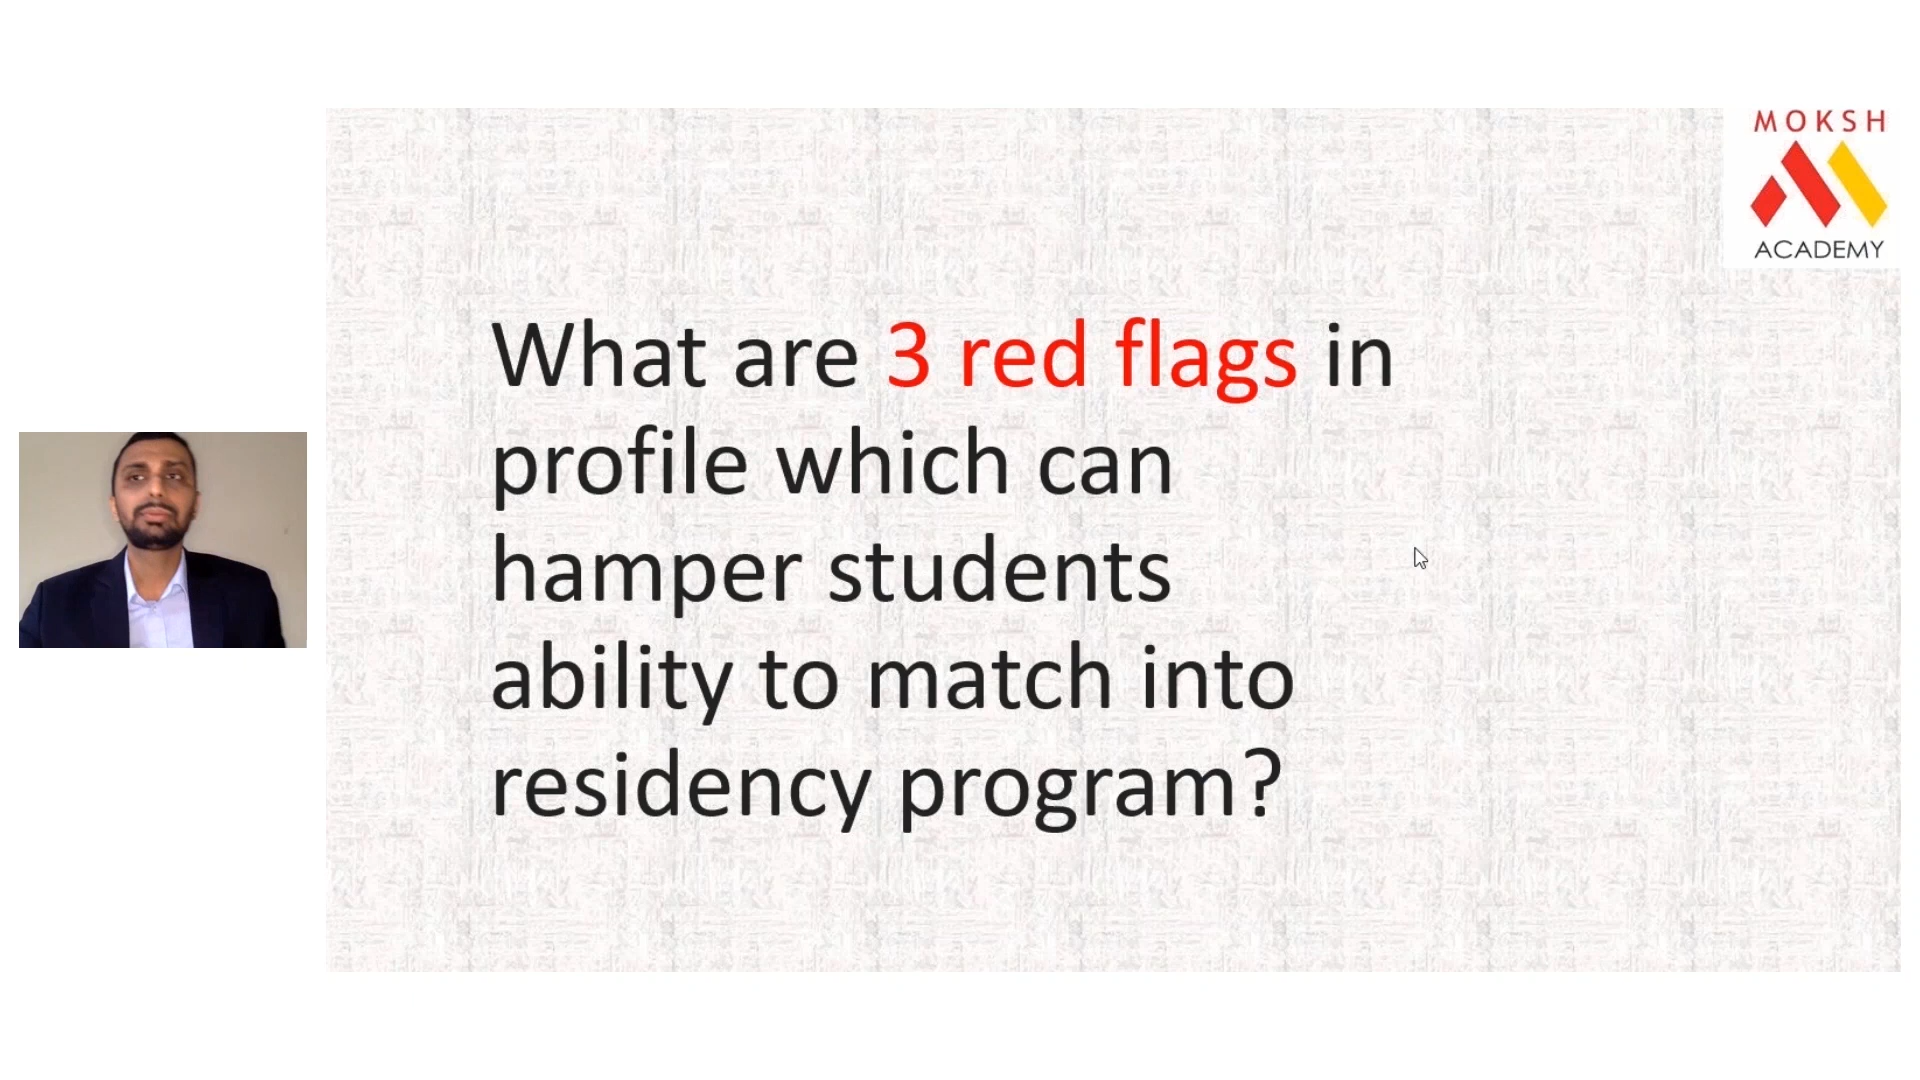 MOKSH
ACADEMY
What are 3 red flags in
profile which can
hamper students
ability to match into
residency program?